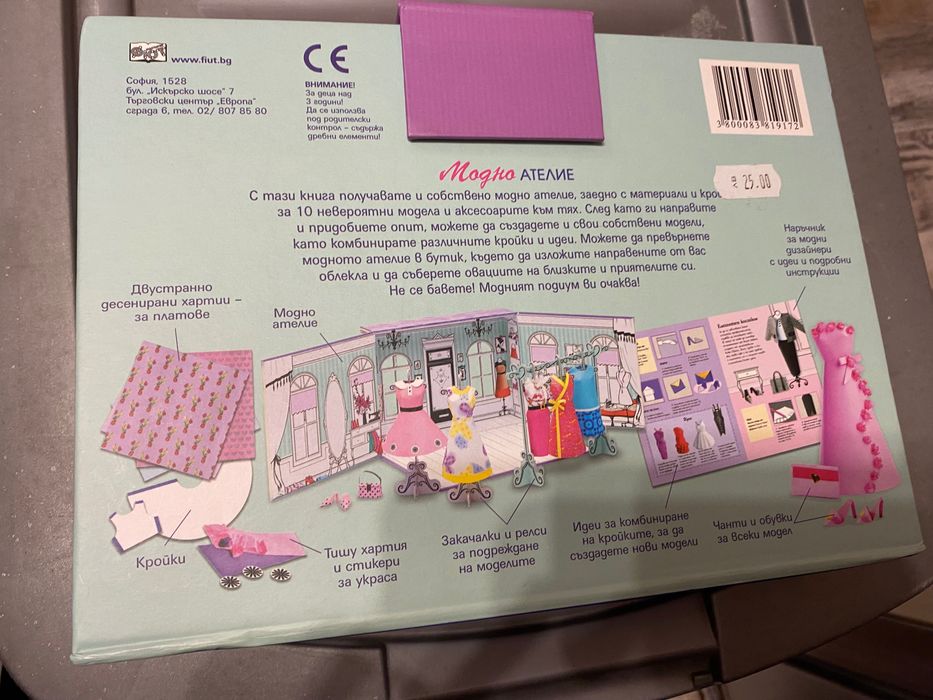 ФЮТ
www.fiut.bg
София, 1528
бул. „Искърско шосе" 7
Търговски център „Европа"
сграда 6, тел. 02/ 807 85 80
CE
ВНИМАНИЕ!
За деца над
3 години!
Да се използва
под родителски
контрол – съдържа
дребни елементи!
3 800083 819172
25.00
Модно АТЕЛИЕ
С тази книга получавате и собствено модно ателие, заедно с материали и
за 10 невероятни модела и аксесоарите към тях. След като ги направите
и придобиете опит, можете да създадете и свои собствени модели,
като комбинирате различните кройки и идеи. Можете да превърнете
модното ателие в бутик, където да изложите направените от вас
облекла и да съберете овациите на близките и приятелите си.
Не се бавете! Модният подиум ви очаква!
Наръчник
за модни
дизайнери
с идеи и подробни
инструкции
Двустранно
десенирани хартии –
за платове
Модно
ателие
Кройки
Тишу хартия
и стикери
за украса
Закачалки и релси
за подреждане
на моделите
Идеи за комбиниране
на кройките, за да
създадете нови модели
Чанти и обувки
за всеки модел